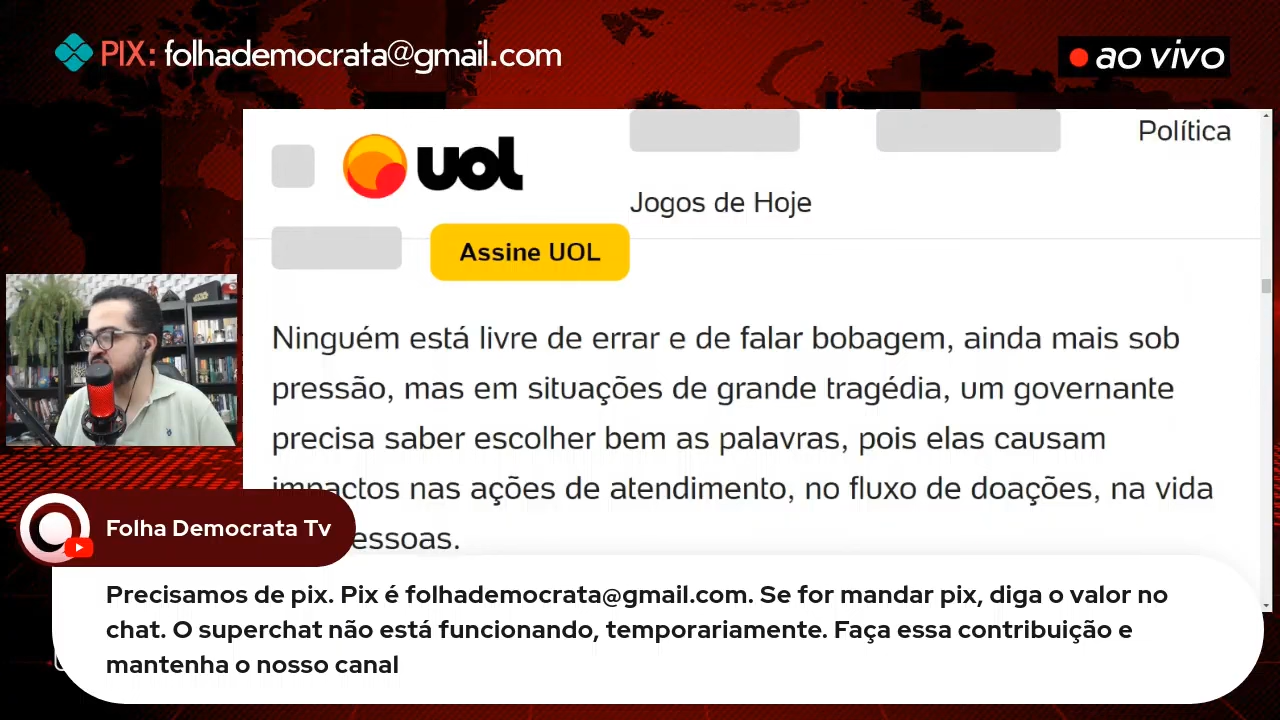 PIX: folhademocrata@gmail.com
AO VIVO
uol
Política
Jogos de Hoje
Assine UOL
Ninguém está livre de errar e de falar bobagem, ainda mais sob
pressão, mas em situações de grande tragédia, um governante
precisa saber escolher bem as palavras, pois elas causam
impactos nas ações de atendimento, no fluxo de doações, na vida
essoas.
Folha Democrata Tv
Precisamos de pix. Pix é folhademocrata@gmail.com. Se for mandar pix, diga o valor no
chat. O superchat não está funcionando, temporariamente. Faça essa contribuição e
mantenha o nosso canal